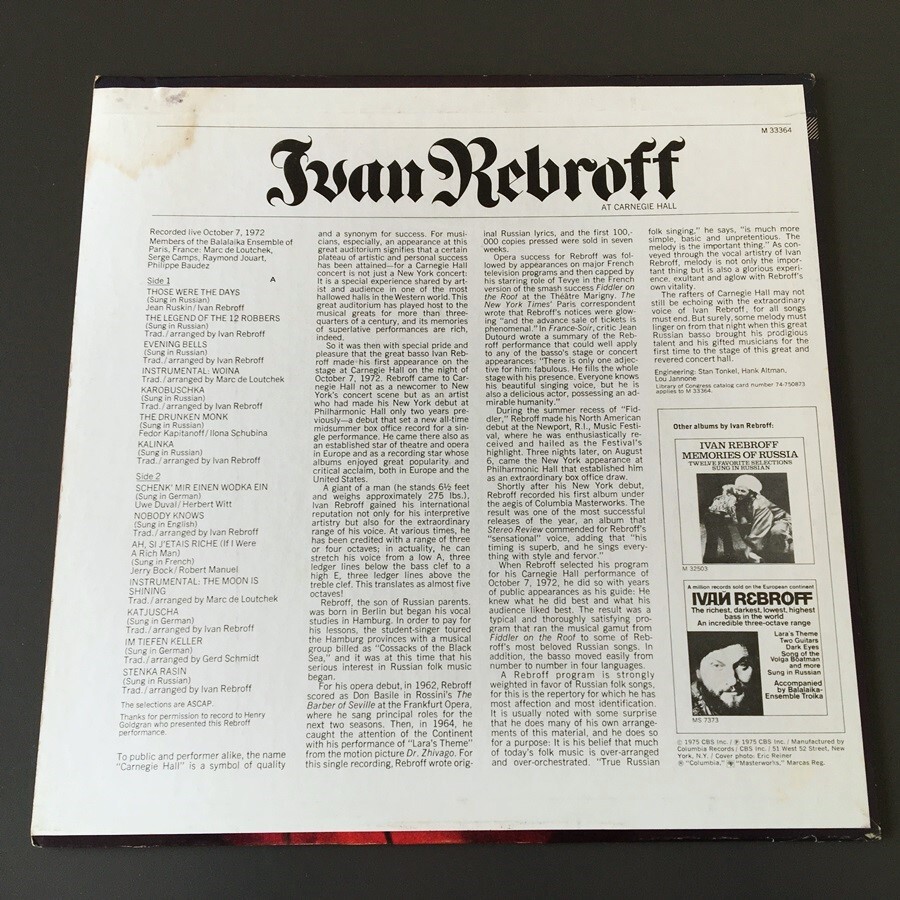 M 33364
Ivan Rebroff
AT CARNEGIE HALL
Recorded live October 7, 1972
Members of the Balalaika Ensemble of
Paris, France: Marc de Loutchek,
Serge Camps, Raymond Jouart,
Philippe Baudez
Side 1 A
THOSE WERE THE DAYS
(Sung in Russian)
Jean Ruskin/Ivan Rebroff
THE LEGEND OF THE 12 ROBBERS
(Sung in Russian)
Trad./arranged by Ivan Rebroff
EVENING BELLS
(Sung in Russian)
Trad./arranged by Ivan Rebroff
INSTRUMENTAL: WOINA
Trad./arranged by Marc de Loutchek
KAROBUSCHKA
(Sung in Russian)
Trad./arranged by Ivan Rebroff
THE DRUNKEN MONK
(Sung in Russian)
Fedor Kapitanoff/Ilona Schubina
KALINKA
(Sung in Russian)
Trad./arranged by Ivan Rebroff
Side 2
SCHENK' MIR EINEN WODKA EIN
(Sung in German)
Uwe Duval/Herbert Witt
NOBODY KNOWS
(Sung in English)
Trad./arranged by Ivan Rebroff
AH, SI J'ETAIS RICHE (If I Were
A Rich Man)
(Sung in French)
Jerry Bock/Robert Manuel
INSTRUMENTAL: THE MOON IS
SHINING
Trad./arranged by Marc de Loutchek
KATJUSCHA
(Sung in Russian)
Trad./arranged by Ivan Rebroff
IM TIEFEN KELLER
(Sung in German)
Trad./arranged by Gerd Schmidt
STENKA RASIN
(Sung in Russian)
Trad./arranged by Ivan Rebroff
The selections are ASCAP.
Thanks for permission to record to Henry
Goldgran who presented this Rebroff
performance.
To public and performer alike, the name
"Carnegie Hall" is a symbol of quality
and a synonym for success. For musi-
cians, especially, an appearance at this
great auditorium signifies that a certain
plateau of artistic and personal success
has been attained—for a Carnegie Hall
concert is not just a New York concert:
it is a special experience shared by art-
ist and audience in one of the most
hallowed halls in the Western world. This
great auditorium has played host to the
musical greats for more than three-
quarters of a century, and its memories
of superlative performances are rich,
indeed.
So it was then with special pride and
pleasure that the great basso Ivan Reb-
roff made his first appearance on the
stage at Carnegie Hall on the night of
October 7, 1972. Rebroff came to Car-
negie Hall not as a newcomer to New
York's concert scene but as an artist
who had made his New York debut at
Philharmonic Hall only two years pre-
viously—a debut that set a new all-time
midsummer box office record for a sin-
gle performance. He came there also as
an established star of theatre and opera
in Europe and as a recording star whose
albums enjoyed great popularity and
critical acclaim, both in Europe and the
United States.
A giant of a man (he stands 6½ feet
and weighs approximately 275 lbs.),
Ivan Rebroff gained his international
reputation not only for his interpretive
artistry but also for the extraordinary
range of his voice. At various times, he
has been credited with a range of three
or four octaves; in actuality, he can
stretch his voice from a low A, three
ledger lines below the bass clef to a
high E, three ledger lines above the
treble clef. This translates as almost five
octaves!
Rebroff, the son of Russian parents,
was born in Berlin but began his vocal
studies in Hamburg. In order to pay for
his lessons, the student-singer toured
the Hamburg provinces with a musical
group billed as "Cossacks of the Black
Sea," and it was at this time that his
serious interest in Russian folk music
began.
For his opera debut, in 1962, Rebroff
scored as Don Basile in Rossini's The
Barber of Seville at the Frankfurt Opera,
where he sang principal roles for the
next two seasons. Then, in 1964, he
caught the attention of the Continent
with his performance of "Lara's Theme"
from the motion picture Dr. Zhivago. For
this single recording, Rebroff wrote orig-
inal Russian lyrics, and the first 100,-
000 copies pressed were sold in seven
weeks.
Opera success for Rebroff was fol-
lowed by appearances on major French
television programs and then capped by
his starring role of Tevye in the French
version of the smash success Fiddler on
the Roof at the Théâtre Marigny. The
New York Times' Paris correspondent
wrote that Rebroff's notices were glow-
ing "and the advance sale of tickets is
phenomenal." In France-Soir, critic Jean
Dutourd wrote a summary of the Reb-
roff performance that could well apply
to any of the basso's stage or concert
appearances: "There is only one adjec-
tive for him: fabulous. He fills the whole
stage with his presence. Everyone knows
his beautiful singing voice, but he is
also a delicious actor, possessing an ad-
mirable humanity."
During the summer recess of "Fid-
dler," Rebroff made his North American
debut at the Newport, R.I., Music Festi-
val, where he was enthusiastically re-
ceived and hailed as the Festival's
highlight. Three nights later, on August
6, came the New York appearance at
Philharmonic Hall that established him
as an extraordinary box office draw.
Shortly after his New York debut,
Rebroff recorded his first album under
the aegis of Columbia Masterworks. The
result was one of the most successful
releases of the year, an album that
Stereo Review commended for Rebroff's
"sensational" voice, adding that "his
timing is superb, and he sings every-
thing with style and fervor."
When Rebroff selected his program
for his Carnegie Hall performance of
October 7, 1972, he did so with years
of public appearances as his guide: He
knew what he did best and what his
audience liked best. The result was a
typical and thoroughly satisfying pro-
gram that ran the musical gamut from
Fiddler on the Roof to some of Reb-
roff's most beloved Russian songs. In
addition, the basso moved easily from
number to number in four languages.
A Rebroff program is strongly
weighted in favor of Russian folk songs,
for this is the repertory for which he has
most affection and most identification.
It is usually noted with some surprise
that he does many of his own arrange-
ments of this material, and he does so
for a purpose: It is his belief that much
of today's folk music is over-arranged
and over-orchestrated. "True Russian
folk singing," he says, "is much more
simple, basic and unpretentious. The
melody is the important thing." As con-
veyed through the vocal artistry of Ivan
Rebroff, melody is not only the impor-
tant thing but is also a glorious experi-
ence, exultant and aglow with Rebroff's
own vitality.
The rafters of Carnegie Hall may not
still be echoing with the extraordinary
voice of Ivan Rebroff, for all songs
must end. But surely, some melody must
linger on from that night when this great
Russian basso brought his prodigious
talent and his gifted musicians for the
first time to the stage of this great and
revered concert hall.
Engineering: Stan Tonkel, Hank Altman,
Lou Jannone
Library of Congress catalog card number 74-750873
applies to M 33364.
Other albums by Ivan Rebroff:
IVAN REBROFF
MEMORIES OF RUSSIA
TWELVE FAVORITE SELECTIONS
SUNG IN RUSSIAN
M 32503
A million records sold on the European continent
IVAN REBROFF
The richest, darkest, lowest, highest
bass in the world
An incredible three-octave range
Lara's Theme
Two Guitars
Dark Eyes
Song of the
Volga Boatman
and more
Sung in Russian
Accompanied
by Balalaika-
Ensemble Troika
MS 7373
© 1975 CBS Inc./℗ 1975 CBS Inc./Manufactured by
Columbia Records/CBS Inc./51 West 52 Street, New
York, N.Y./Cover photo: Eric Reiner
® "Columbia," "Masterworks," Marcas Reg.